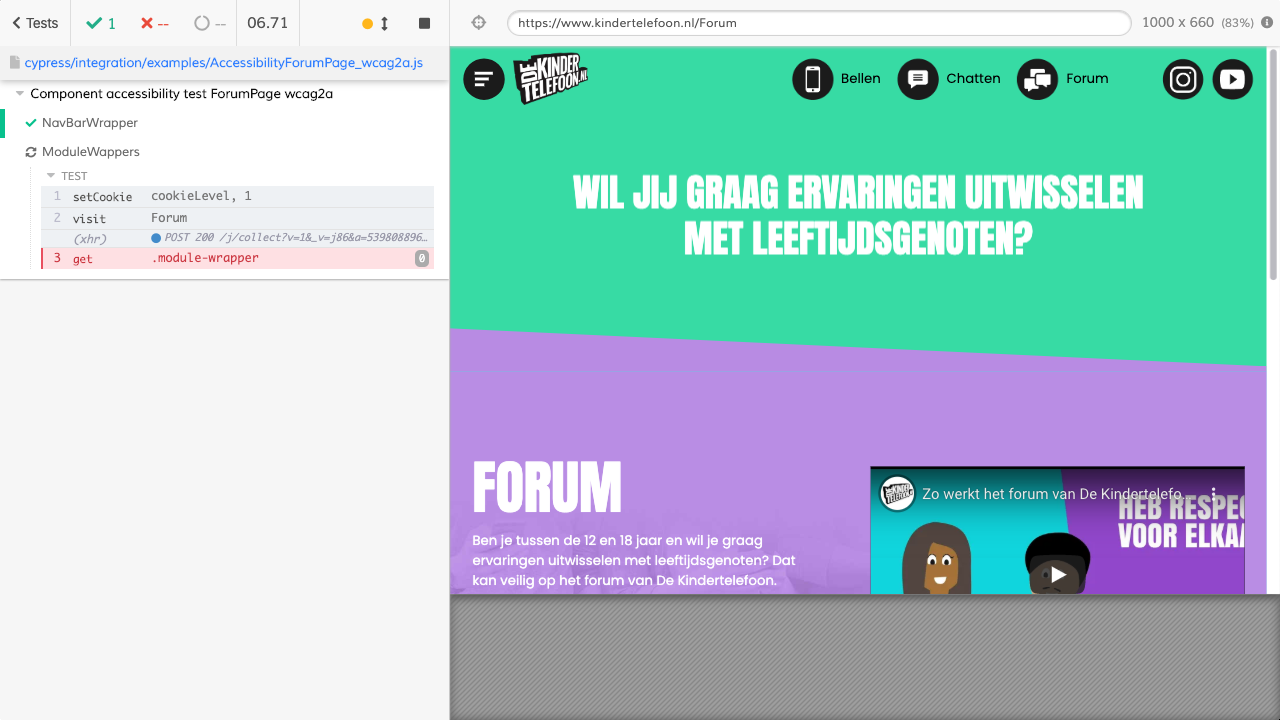 Tests
1
--
--
06.71
https://www.kindertelefoon.nl/Forum
1000 x 660 (83%)
cypress/integration/examples/AccessibilityForumPage_wcag2a.js
Component accessibility test ForumPage wcag2a
NavBarWrapper
ModuleWappers
TEST
1 setCookie cookieLevel, 1
2 visit Forum
(xhr) POST 200 /j/collect?v=1&_v=j86&a=539808896…
3 get .module-wrapper 0
DE KINDER TELEFOON.NL
Bellen
Chatten
Forum
WIL JIJ GRAAG ERVARINGEN UITWISSELEN
MET LEEFTIJDSGENOTEN?
FORUM
Ben je tussen de 12 en 18 jaar en wil je graag
ervaringen uitwisselen met leeftijdsgenoten? Dat
kan veilig op het forum van De Kindertelefoon.
Zo werkt het forum van De Kindertelefo...
HEB RESPEC
VOOR ELKAA